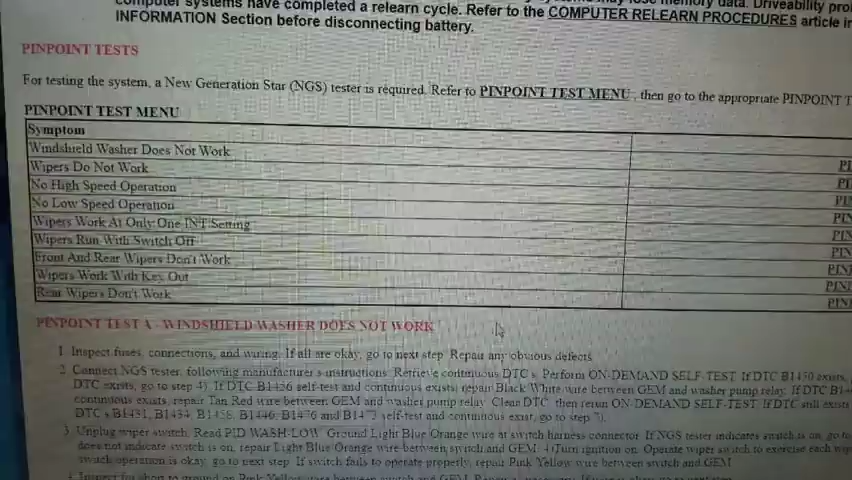 computer systems have completed a relearn cycle. Refer to the COMPUTER RELEARN PROCEDURES article in
INFORMATION Section before disconnecting battery.
PINPOINT TESTS
For testing the system, a New Generation Star (NGS) tester is required. Refer to PINPOINT TEST MENU , then go to the appropriate PINPOINT T
PINPOINT TEST MENU
Symptom
Windshield Washer Does Not Work
Wipers Do Not Work
PI
No High Speed Operation
PI
No Low Speed Operation
PIN
Wipers Work At Only One INT Setting
PIN
Wipers Run With Switch Off
PIN
Front And Rear Wipers Don't Work
PIN
Wipers Work With Key Out
PIN
Rear Wipers Don't Work
PIN
PINPOINT TEST A - WINDSHIELD WASHER DOES NOT WORK
1. Inspect fuses, connections, and wiring. If all are okay, go to next step. Repair any obvious defects.
2. Connect NGS tester, following manufacturer's instructions. Retrieve continuous DTC's. Perform ON-DEMAND SELF-TEST. If DTC B1450 exists,
DTC exists, go to step 4). If DTC B1436 self-test and continuous exists, repair Black/White wire between GEM and washer pump relay. If DTC B14
continuous exists, repair Tan/Red wire between GEM and washer pump relay. Clear DTC, then rerun ON-DEMAND SELF-TEST. If DTC still exists
DTC's B1431, B1434, B1438, B1446, B1476 and self-test and continuous exist, go to step
3. Unplug wiper switch. Read PID WASH-LOW. Ground Light Blue/Orange wire at switch harness connector. If NGS tester indicates switch is on, go to
does not indicate switch is on, repair Light Blue/Orange wire between switch and GEM. 4) Turn ignition on. Operate wiper switch to exercise each
switch operation is okay, go to next step. If switch fails to operate properly, repair Pink/Yellow wire between switch and GEM.